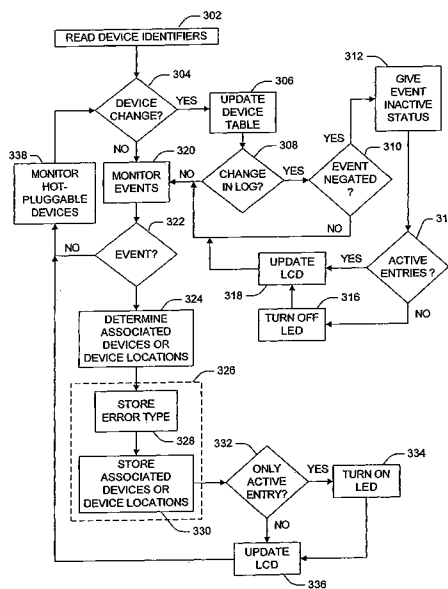 302
READ DEVICE IDENTIFIERS
304
DEVICE
CHANGE?
YES
NO
306
UPDATE
DEVICE
TABLE
308
CHANGE
IN LOG?
NO
YES
310
EVENT
NEGATED
?
YES
NO
312
GIVE
EVENT
INACTIVE
STATUS
31
ACTIVE
ENTRIES?
YES
NO
316
TURN OFF
LED
318
UPDATE
LCD
338
MONITOR
HOT-
PLUGGABLE
DEVICES
320
MONITOR
EVENTS
322
EVENT?
NO
324
DETERMINE
ASSOCIATED
DEVICES OR
DEVICE LOCATIONS
326
STORE
ERROR TYPE
328
STORE
ASSOCIATED
DEVICES OR
DEVICE LOCATIONS
330
332
ONLY
ACTIVE
ENTRY?
YES
NO
334
TURN ON
LED
UPDATE
LCD
336